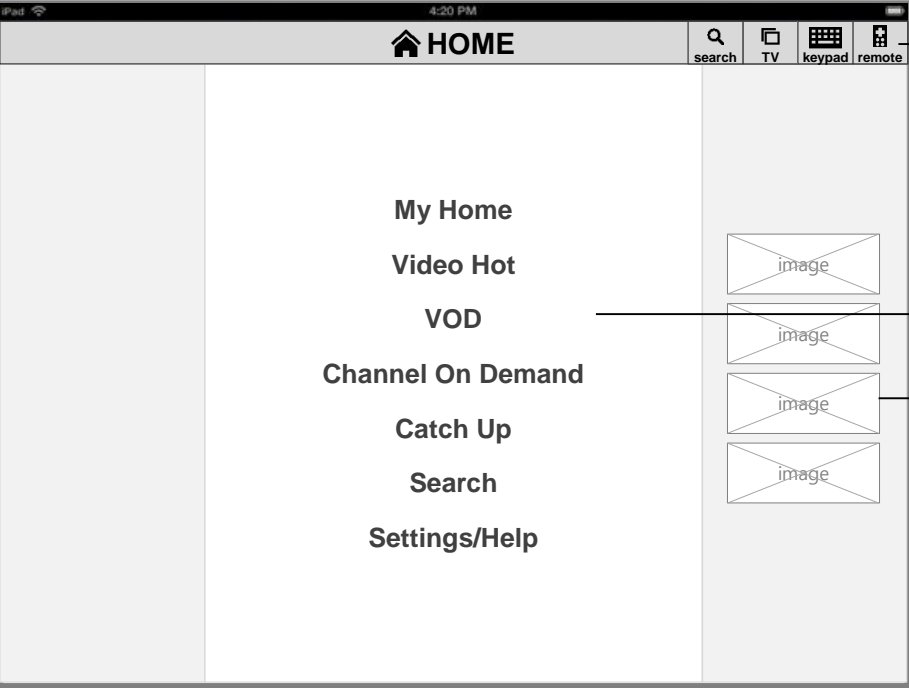 iPad 4:20 PM
HOME
search TV keypad remote
My Home
Video Hot
VOD
Channel On Demand
Catch Up
Search
Settings/Help
image
image
image
image